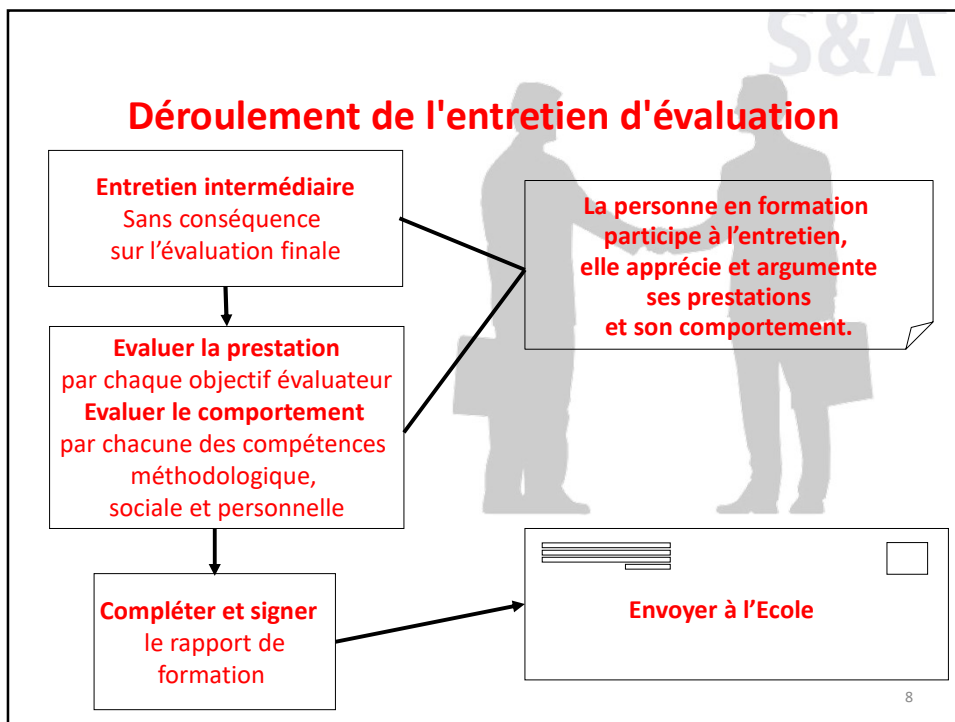 S&A
Déroulement de l'entretien d'évaluation
Entretien intermédiaire
Sans conséquence
sur l’évaluation finale
La personne en formation
participe à l’entretien,
elle apprécie et argumente
ses prestations
et son comportement.
Evaluer la prestation
par chaque objectif évaluateur
Evaluer le comportement
par chacune des compétences
méthodologique,
sociale et personnelle
Compléter et signer
le rapport de
formation
Envoyer à l’Ecole
8